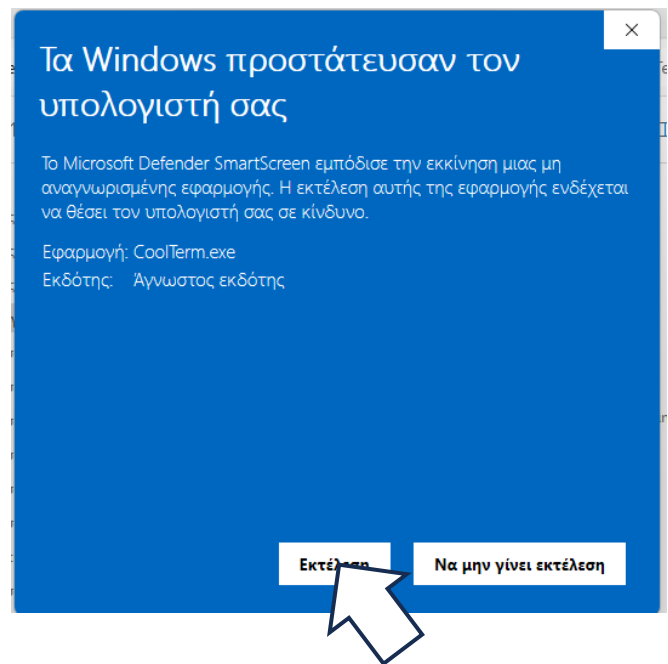 Τα Windows προστάτευσαν τον
υπολογιστή σας
Το Microsoft Defender SmartScreen εμπόδισε την εκκίνηση μιας μη
αναγνωρισμένης εφαρμογής. Η εκτέλεση αυτής της εφαρμογής ενδέχεται
να θέσει τον υπολογιστή σας σε κίνδυνο.
Εφαρμογή: CoolTerm.exe
Εκδότης: Άγνωστος εκδότης
Εκτέλεση Να μην γίνει εκτέλεση